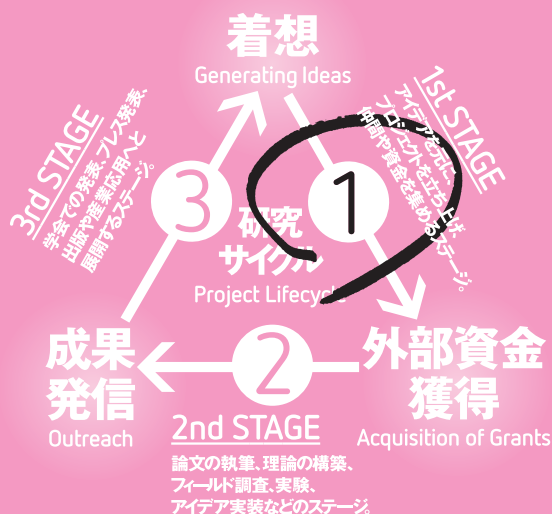 着想
Generating Ideas
1st STAGE
アイデアを元に、
プロジェクトを立ち上げ
仲間や資金を集めるステージ。
3rd STAGE
学会での発表、プレス発表、
出版や産業応用へと
展開するステージ。
3
1
研究
サイクル
Project Lifecycle
成果
発信
Outreach
2
外部資金
獲得
Acquisition of Grants
2nd STAGE
論文の執筆、理論の構築、
フィールド調査、実験、
アイデア実装などのステージ。